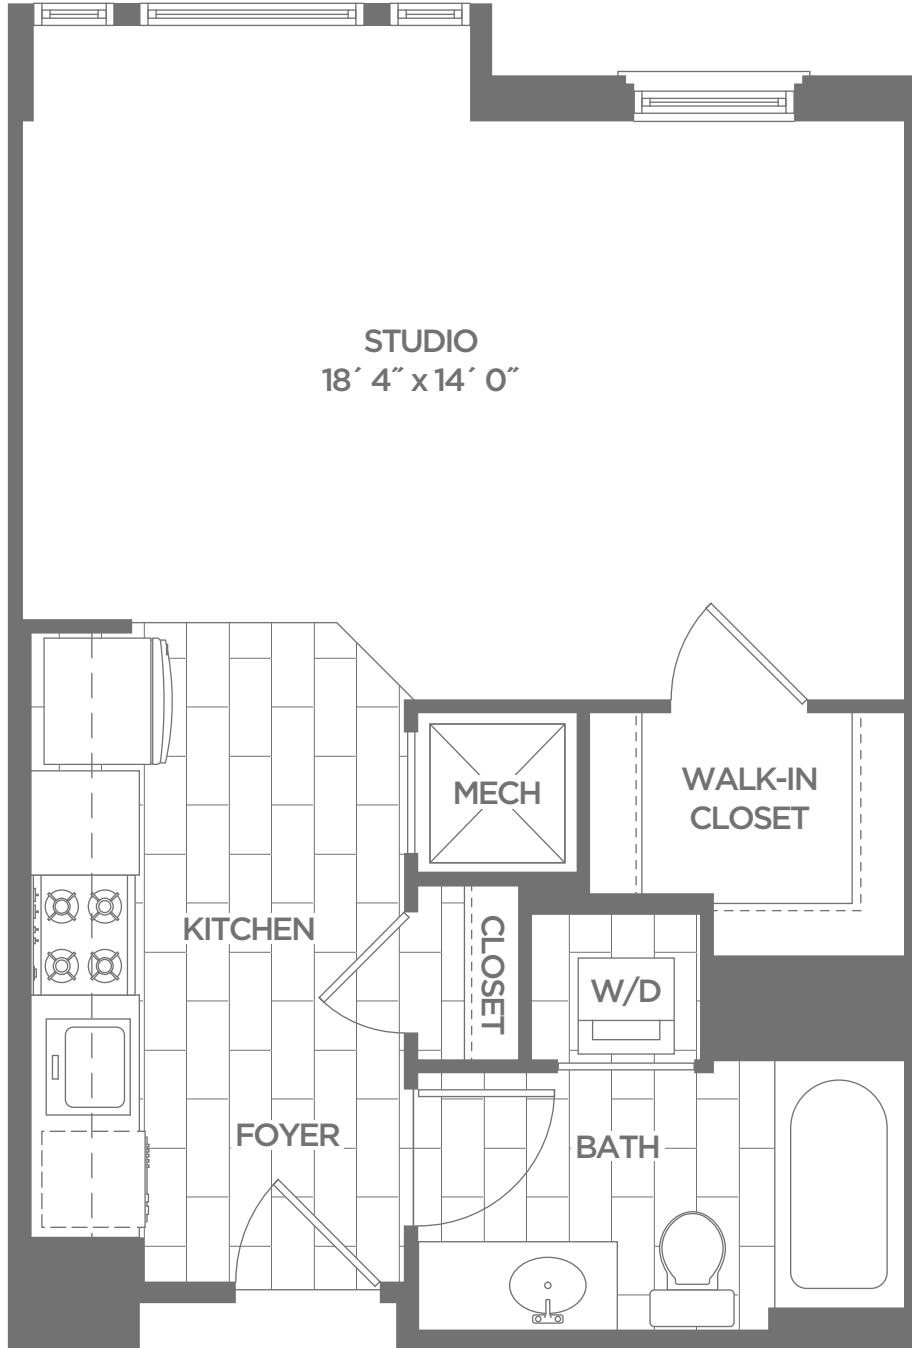 STUDIO
18´ 4˝ x 14´ 0˝
MECH
WALK-IN
CLOSET
KITCHEN
CLOSET
W/D
FOYER
BATH